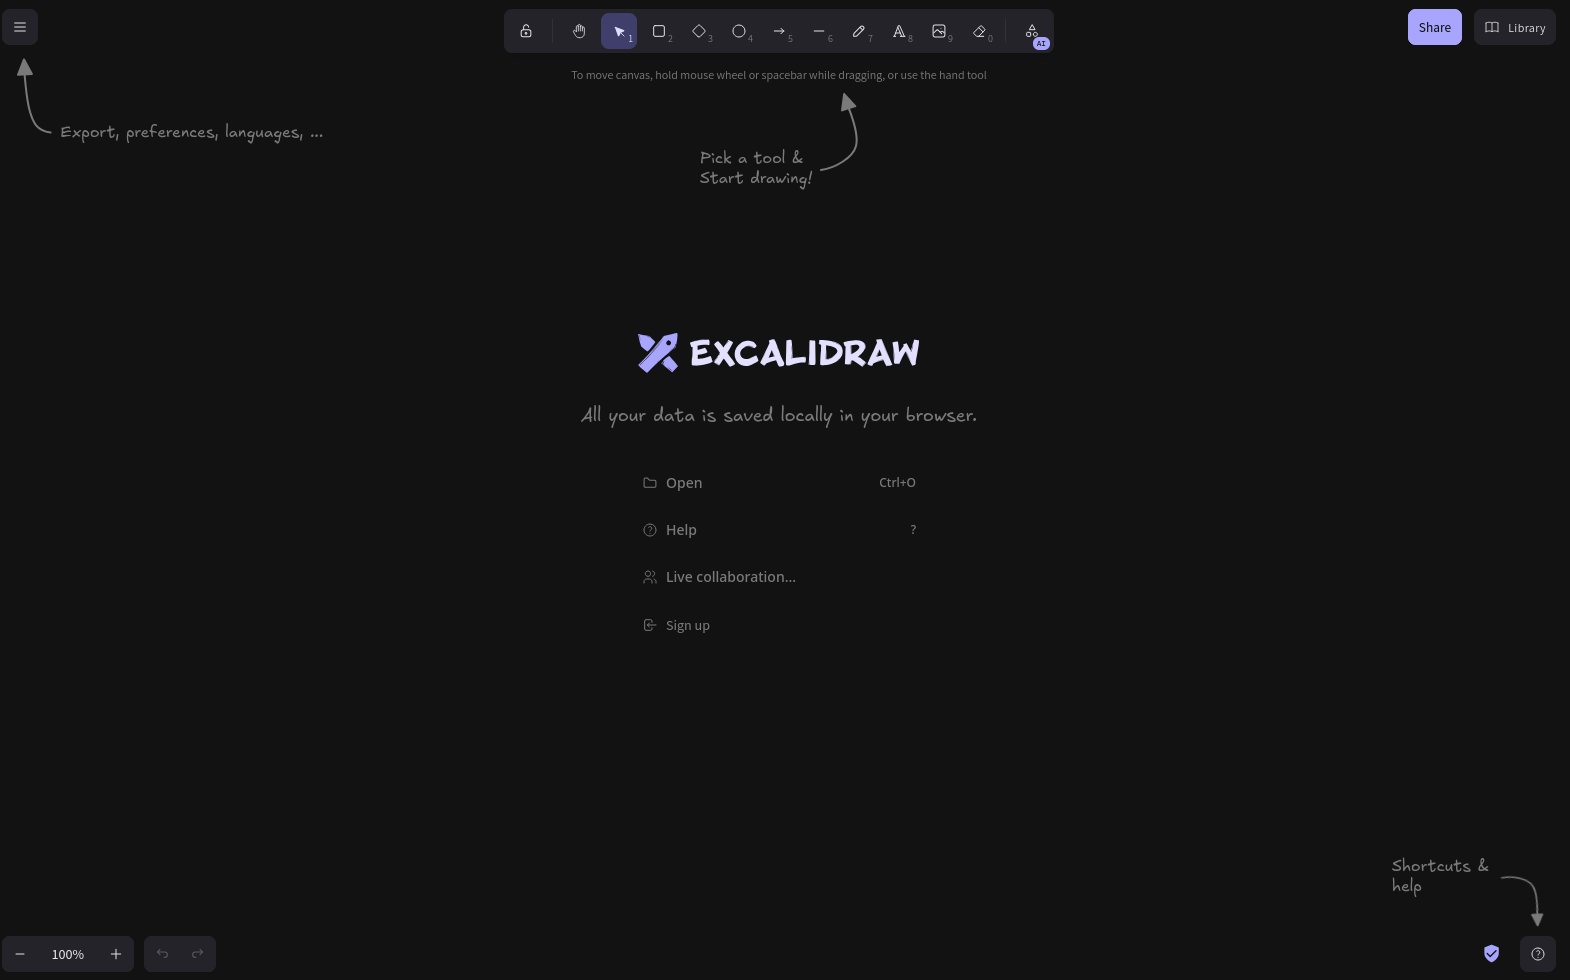 1 2 3 4 5 6 7 8 9 0 AI
Share
Library
To move canvas, hold mouse wheel or spacebar while dragging, or use the hand tool
Export, preferences, languages, ...
Pick a tool &
Start drawing!
EXCALIDRAW
All your data is saved locally in your browser.
Open Ctrl+O
Help ?
Live collaboration...
Sign up
Shortcuts &
help
100%